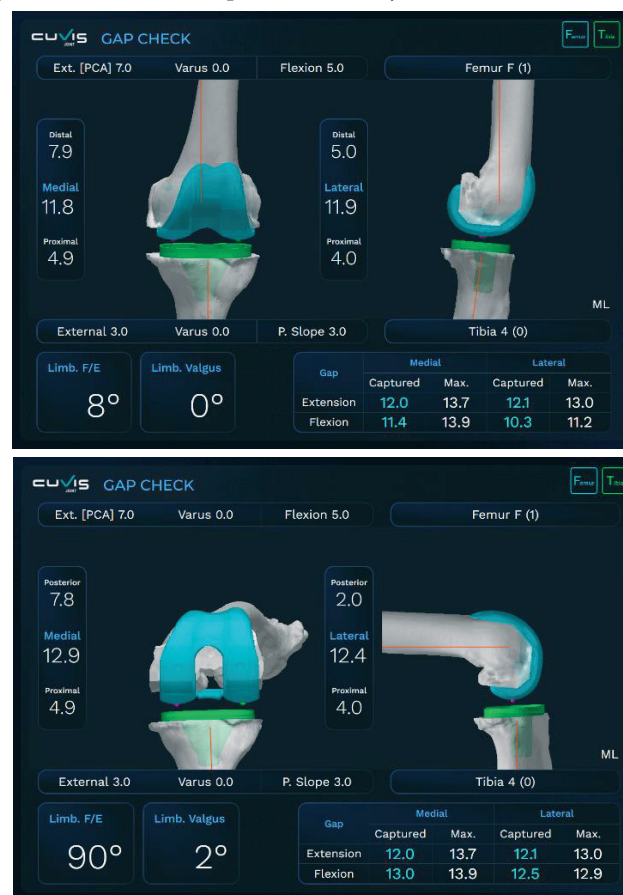 CUVIS JOINT GAP CHECK Femur Tibia
Ext. [PCA] 7.0 Varus 0.0 Flexion 5.0 Femur F (1)
Distal Distal
7.9 5.0
Medial Lateral
11.8 11.9
Proximal Proximal
4.9 4.0
ML
External 3.0 Varus 0.0 P. Slope 3.0 Tibia 4 (0)
Limb. F/E Limb. Valgus
8° 0°
Gap Medial Lateral
Captured Max. Captured Max.
Extension 12.0 13.7 12.1 13.0
Flexion 11.4 13.9 10.3 11.2
CUVIS JOINT GAP CHECK Femur Tibia
Ext. [PCA] 7.0 Varus 0.0 Flexion 5.0 Femur F (1)
Posterior Posterior
7.8 2.0
Medial Lateral
12.9 12.4
Proximal Proximal
4.9 4.0
ML
External 3.0 Varus 0.0 P. Slope 3.0 Tibia 4 (0)
Limb. F/E Limb. Valgus
90° 2°
Gap Medial Lateral
Captured Max. Captured Max.
Extension 12.0 13.7 12.1 13.0
Flexion 13.0 13.9 12.5 12.9